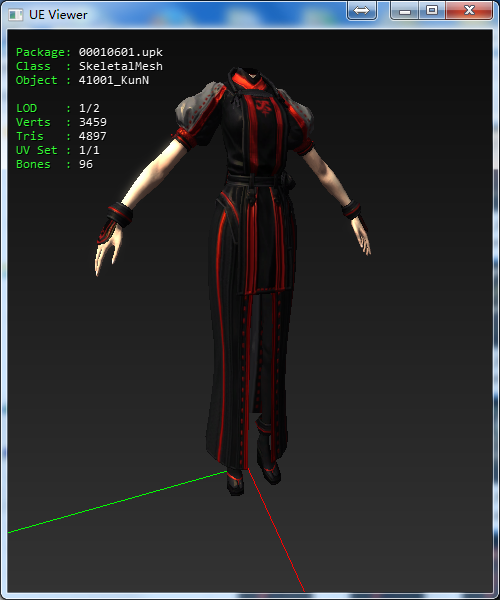 UE Viewer
Package: 00010601.upk
Class  : SkeletalMesh
Object : 41001_KunN
LOD    : 1/2
Verts  : 3459
Tris   : 4897
UV Set : 1/1
Bones  : 96